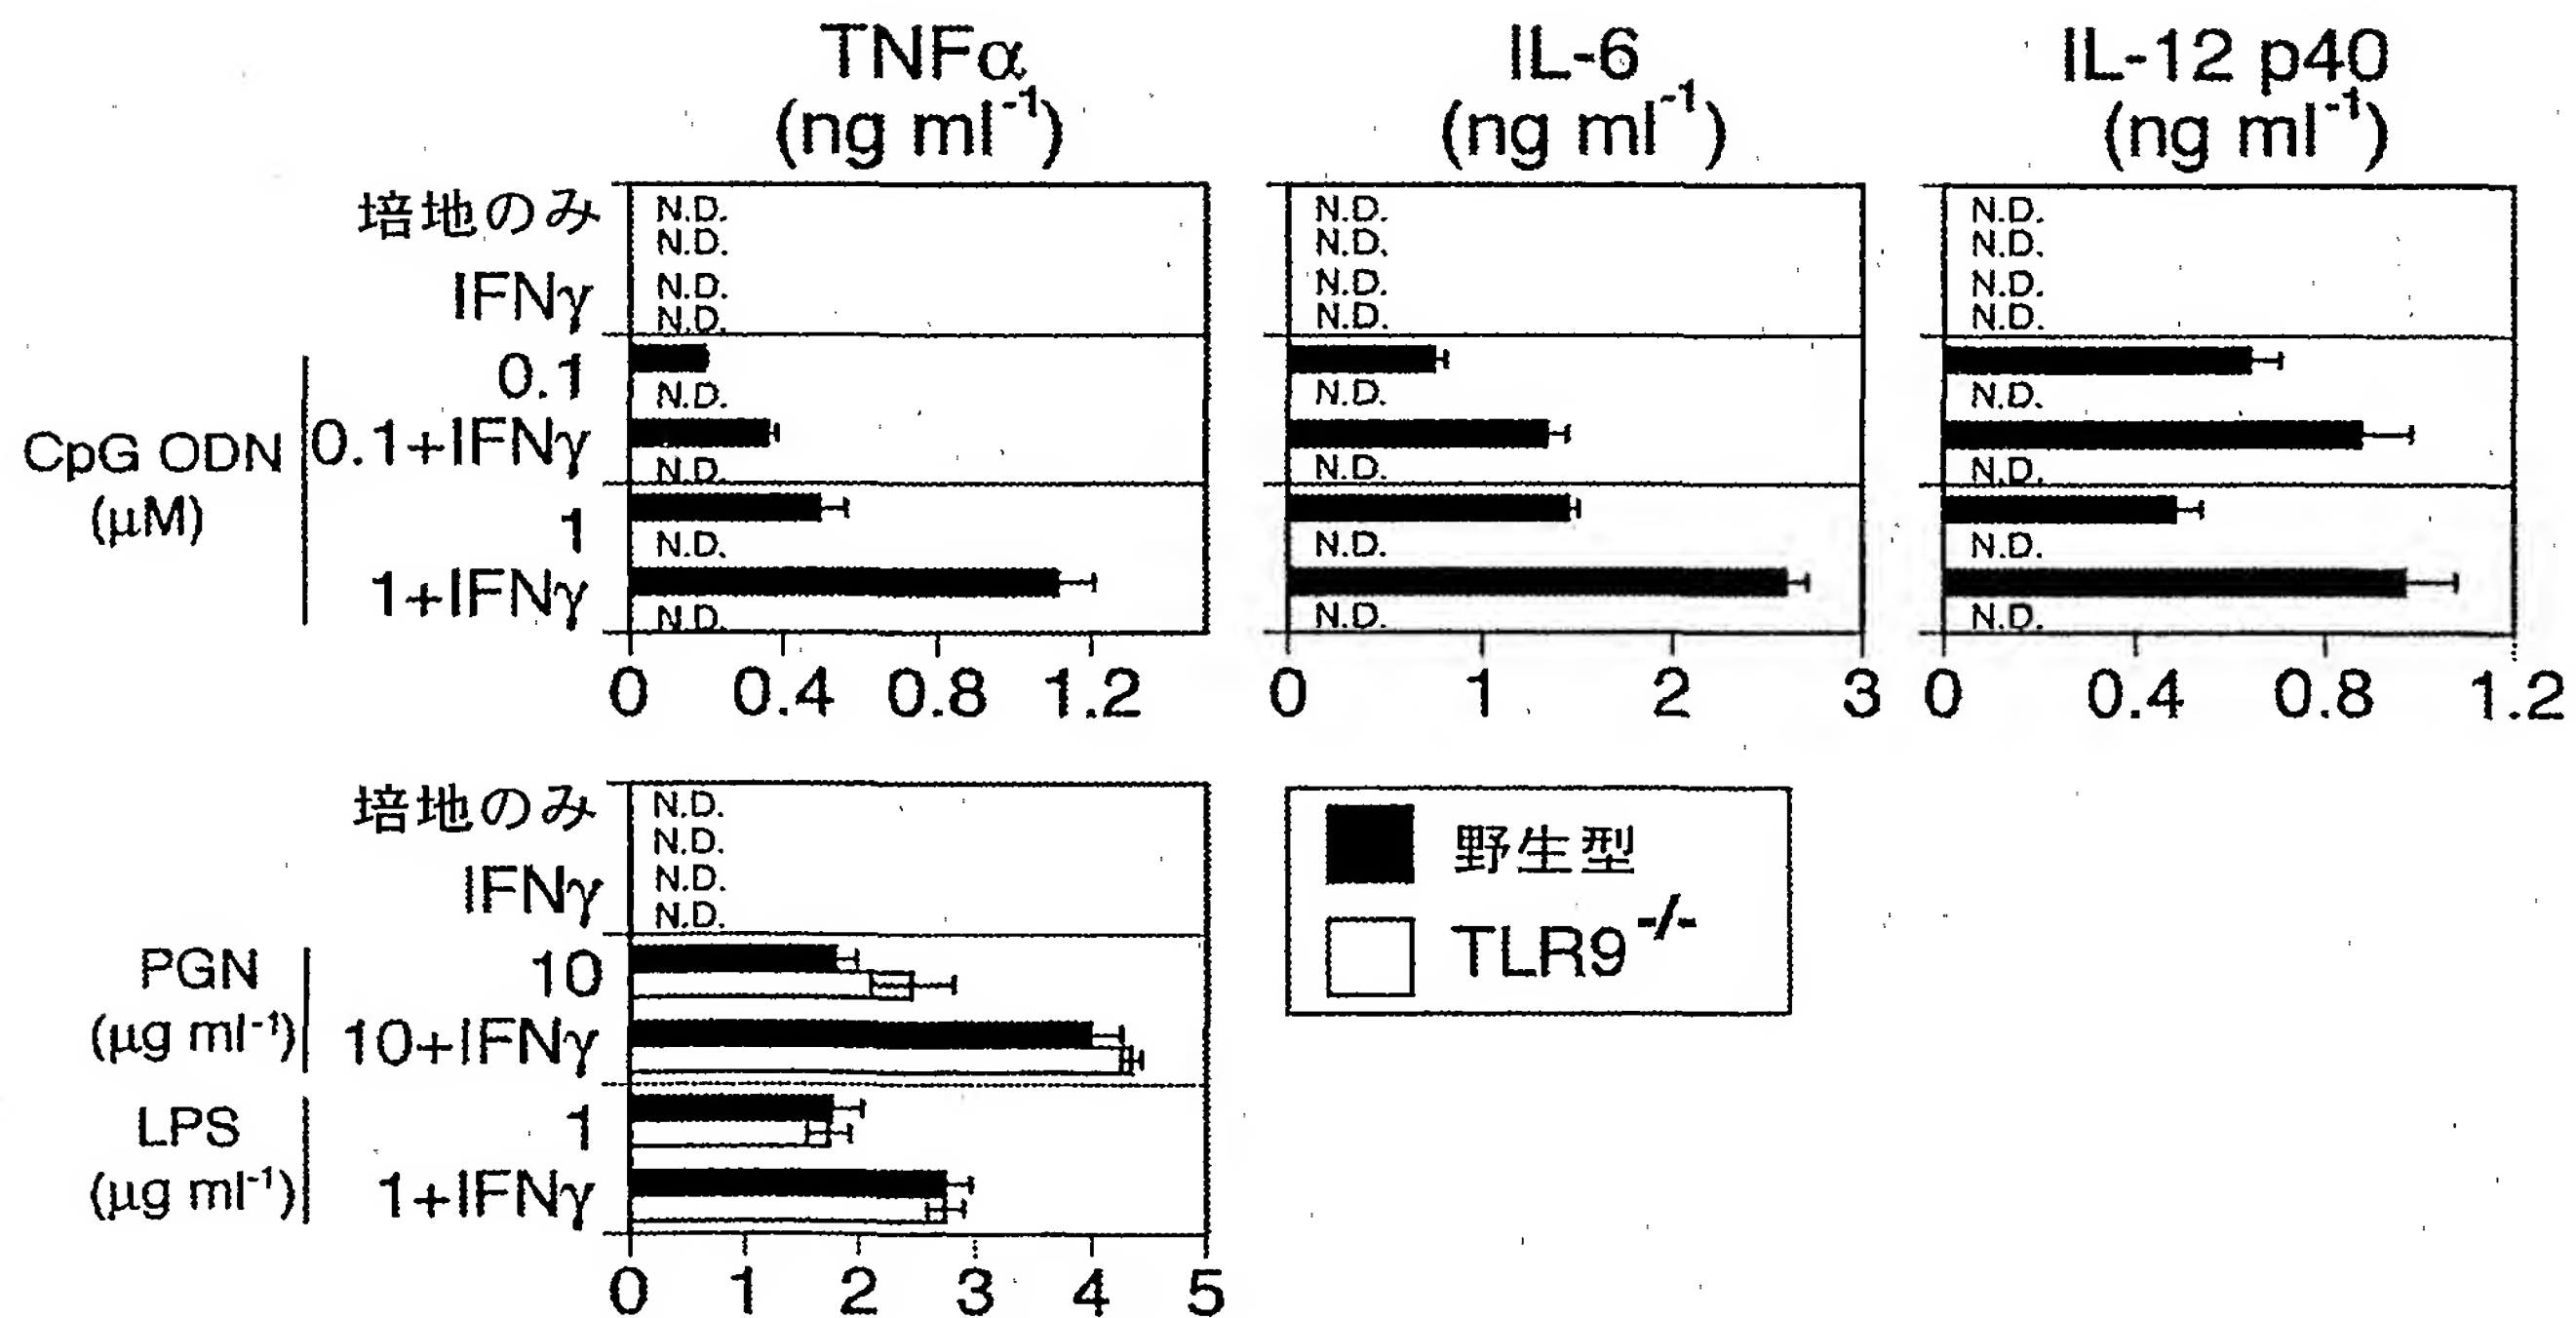 TNFα
(ng ml⁻¹)
IL-6
(ng ml⁻¹)
IL-12 p40
(ng ml⁻¹)
培地のみ
N.D.
N.D.
N.D.
N.D.
N.D.
N.D.
IFNγ
N.D.
N.D.
N.D.
N.D.
N.D.
N.D.
CpG ODN
(μM)
0.1
N.D.
N.D.
N.D.
0.1+IFNγ
N.D.
N.D.
N.D.
1
N.D.
N.D.
N.D.
1+IFNγ
N.D.
N.D.
N.D.
0 0.4 0.8 1.2
0 1 2 3
0 0.4 0.8 1.2
培地のみ
N.D.
N.D.
IFNγ
N.D.
N.D.
PGN
(μg ml⁻¹)
10
10+IFNγ
LPS
(μg ml⁻¹)
1
1+IFNγ
0 1 2 3 4 5
野生型
TLR9⁻/⁻